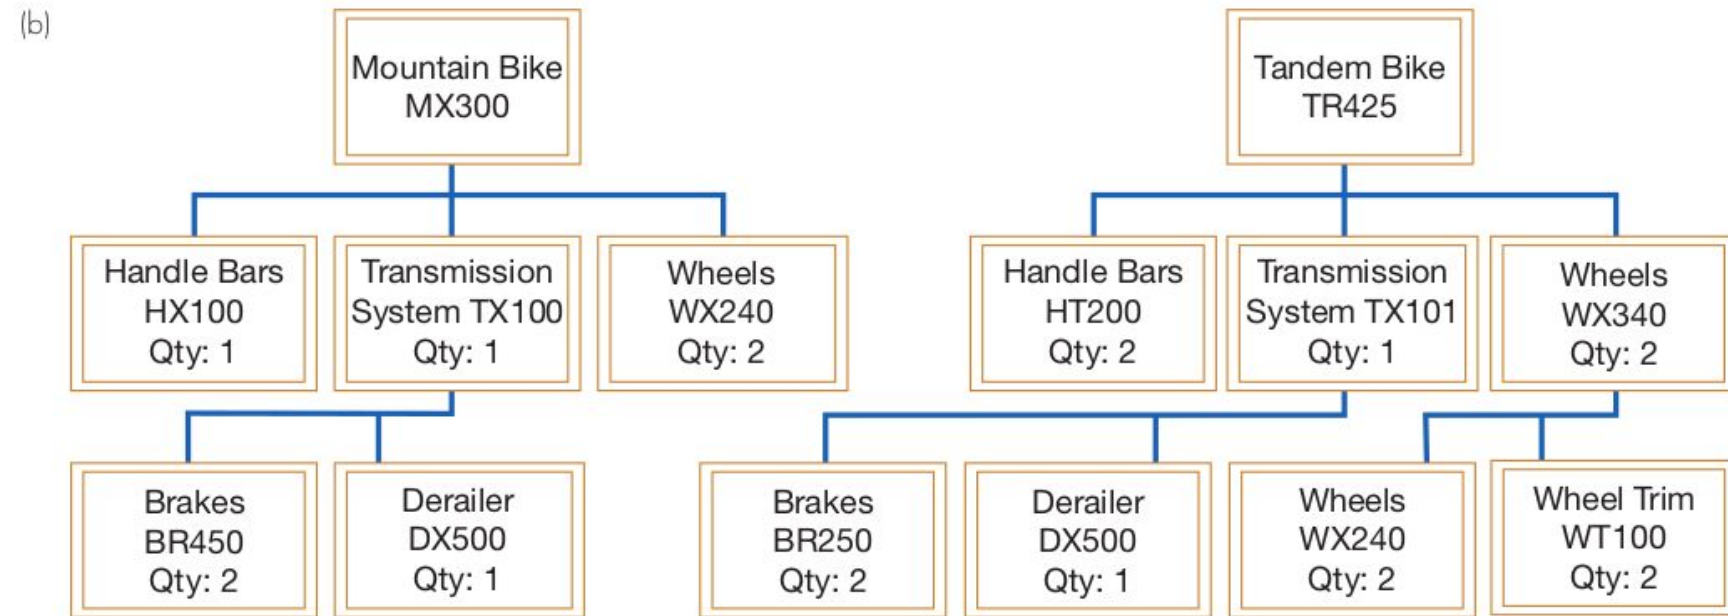 (b)
Mountain Bike
MX300
Tandem Bike
TR425
Handle Bars
HX100
Qty: 1
Transmission
System TX100
Qty: 1
Wheels
WX240
Qty: 2
Handle Bars
HT200
Qty: 2
Transmission
System TX101
Qty: 1
Wheels
WX340
Qty: 2
Brakes
BR450
Qty: 2
Derailer
DX500
Qty: 1
Brakes
BR250
Qty: 2
Derailer
DX500
Qty: 1
Wheels
WX240
Qty: 2
Wheel Trim
WT100
Qty: 2